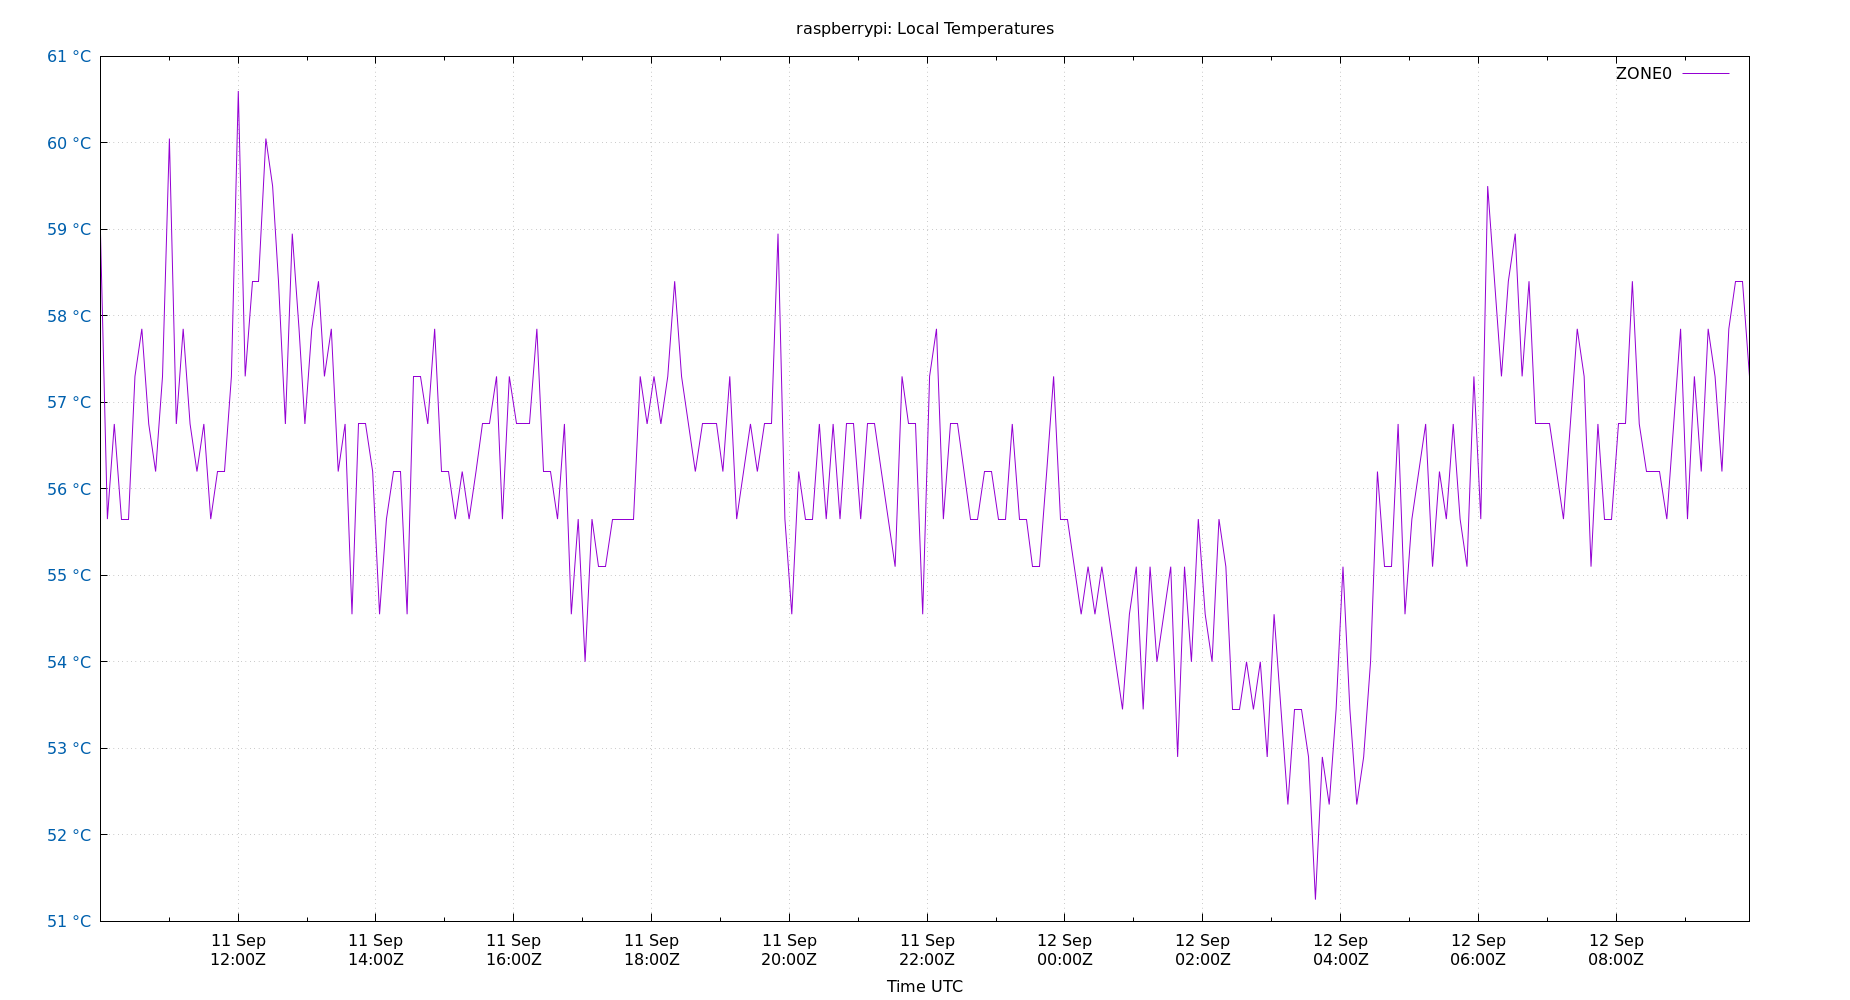 raspberrypi: Local Temperatures
ZONE0
61 °C
60 °C
59 °C
58 °C
57 °C
56 °C
55 °C
54 °C
53 °C
52 °C
51 °C
11 Sep 11 Sep 11 Sep 11 Sep 11 Sep 11 Sep 12 Sep 12 Sep 12 Sep 12 Sep 12 Sep
12:00Z 14:00Z 16:00Z 18:00Z 20:00Z 22:00Z 00:00Z 02:00Z 04:00Z 06:00Z 08:00Z
Time UTC